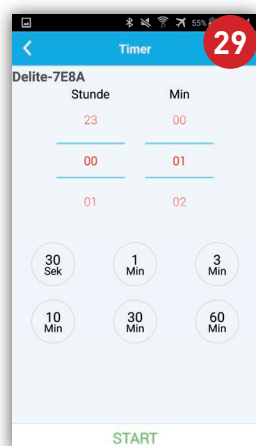 55%
29
Timer
Delite-7E8A
Stunde Min
23 00
00 01
01 02
30 Sek
1 Min
3 Min
10 Min
30 Min
60 Min
START